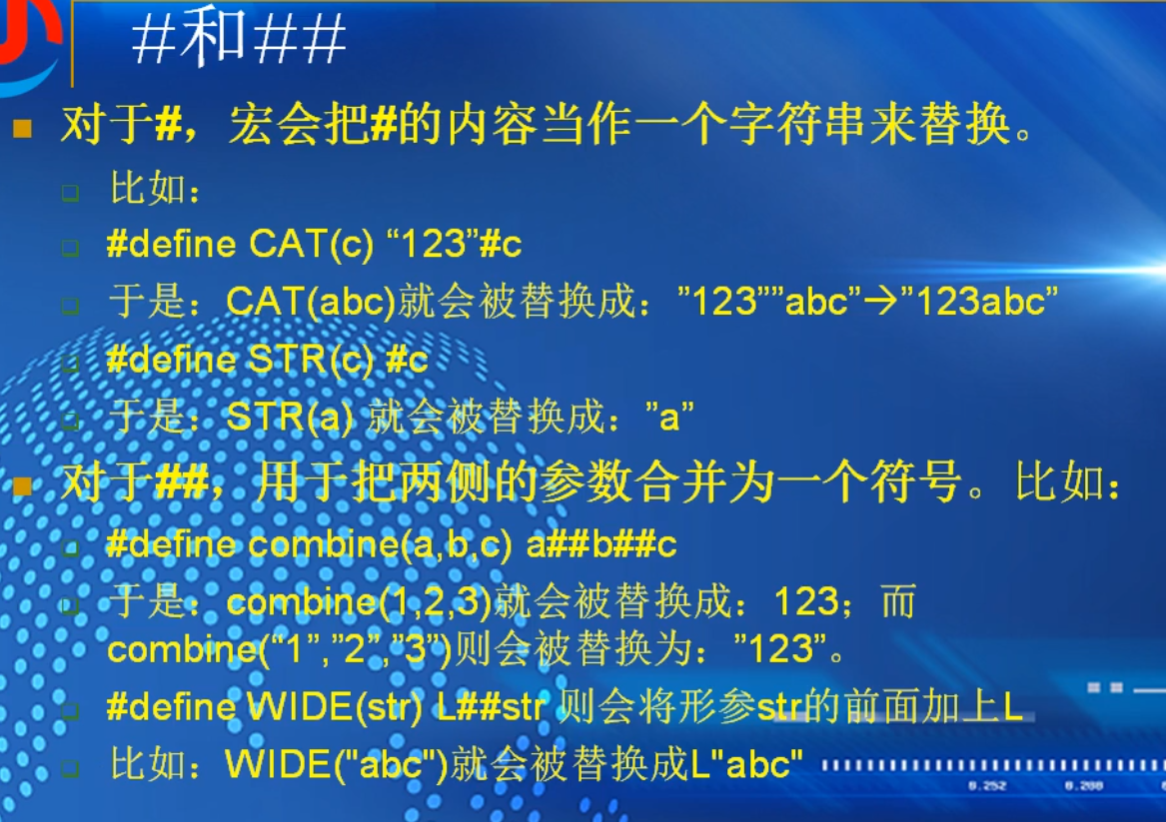 #和##
对于#，宏会把#的内容当作一个字符串来替换。
比如：
#define CAT(c) “123”#c
于是：CAT(abc)就会被替换成：”123””abc”→”123abc”
#define STR(c) #c
于是：STR(a) 就会被替换成：”a”
对于##，用于把两侧的参数合并为一个符号。比如：
#define combine(a,b,c) a##b##c
于是：combine(1,2,3)就会被替换成：123；而
combine(“1”,”2”,”3”)则会被替换为：”123”。
#define WIDE(str) L##str 则会将形参str的前面加上L
比如：WIDE("abc")就会被替换成L"abc"
0.252 0.288